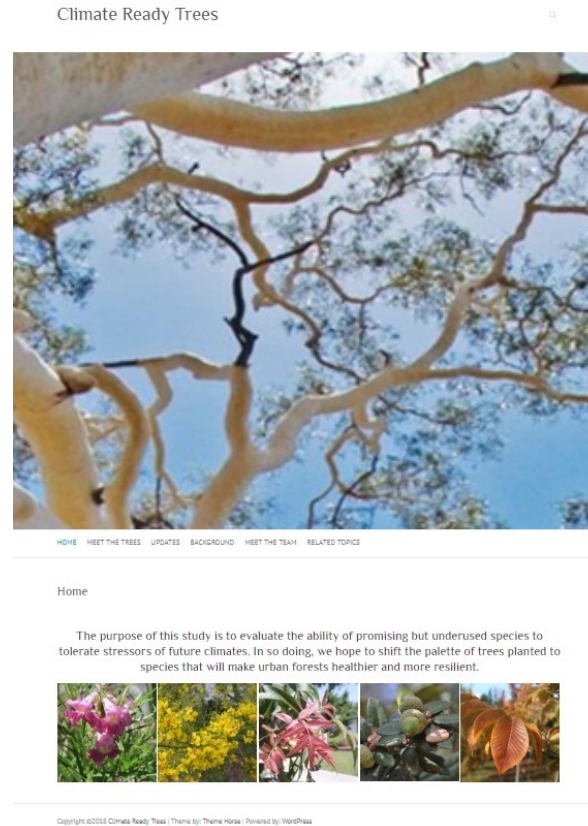 Climate Ready Trees
HOME MEET THE TREES UPDATES BACKGROUND MEET THE TEAM RELATED TOPICS
Home
The purpose of this study is to evaluate the ability of promising but underused species to
tolerate stressors of future climates. In so doing, we hope to shift the palette of trees planted to
species that will make urban forests healthier and more resilient.
Copyright ©2018 Climate Ready Trees | Theme by: Theme Horse | Powered by: WordPress